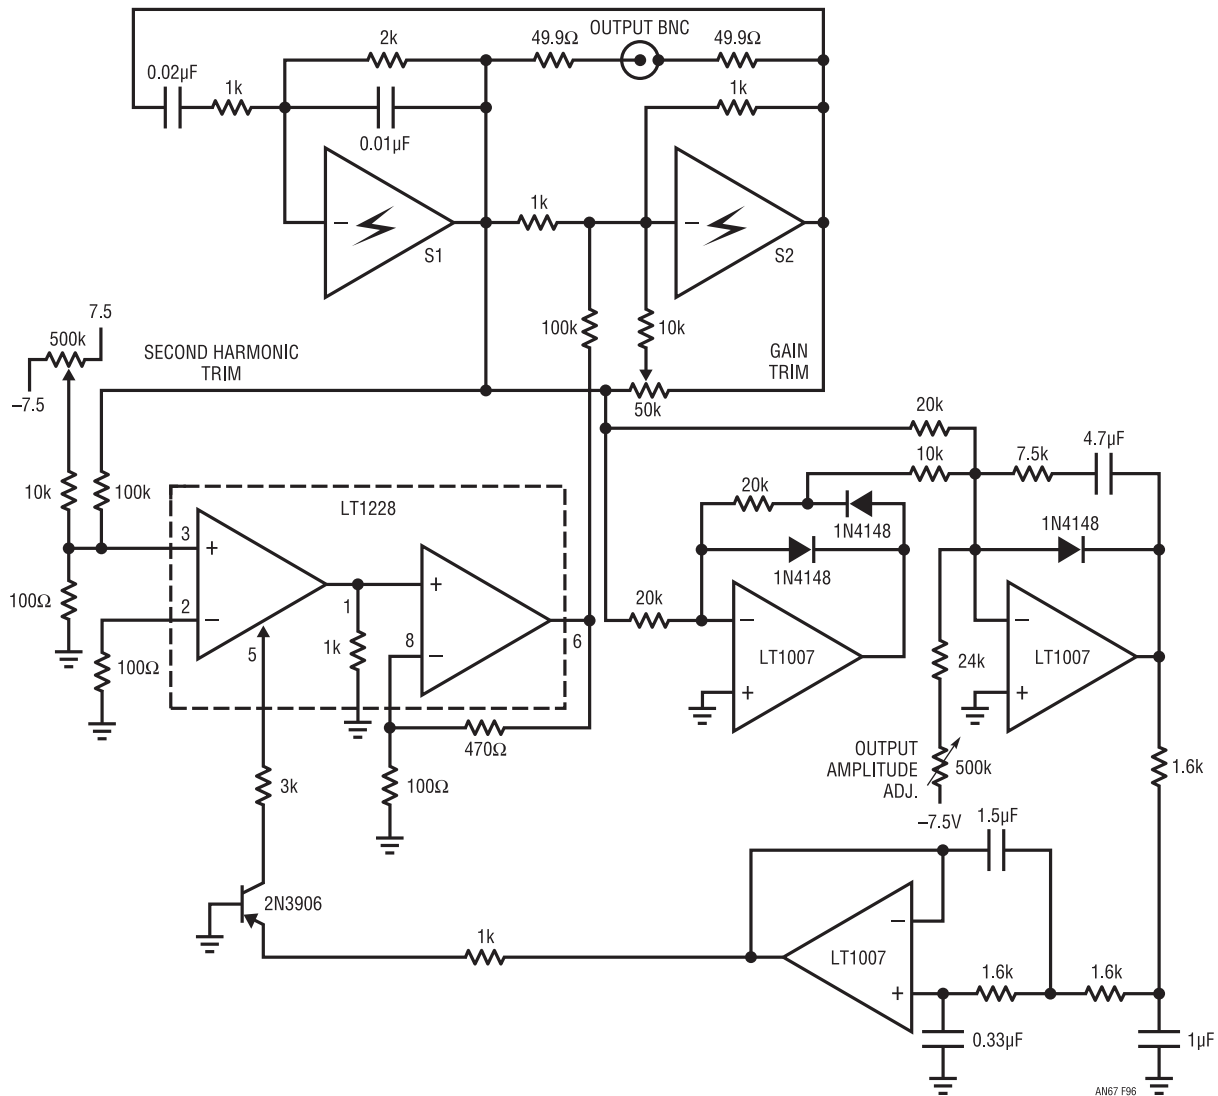 OUTPUT BNC
2k
49.9Ω
49.9Ω
0.02µF
1k
1k
0.01µF
–
S1
1k
–
S2
7.5
500k
–7.5
SECOND HARMONIC
TRIM
100k
10k
GAIN
TRIM
50k
20k
4.7µF
10k
7.5k
10k
100k
LT1228
20k
1N4148
1N4148
3
+
1N4148
100Ω
2
–
1
+
20k
–
–
5
1k
8
–
6
LT1007
24k
LT1007
100Ω
+
+
470Ω
OUTPUT
AMPLITUDE
ADJ.
500k
1.6k
3k
100Ω
–7.5V
1.5µF
2N3906
–
1k
LT1007
1.6k
1.6k
+
0.33µF
1µF
AN67 F96